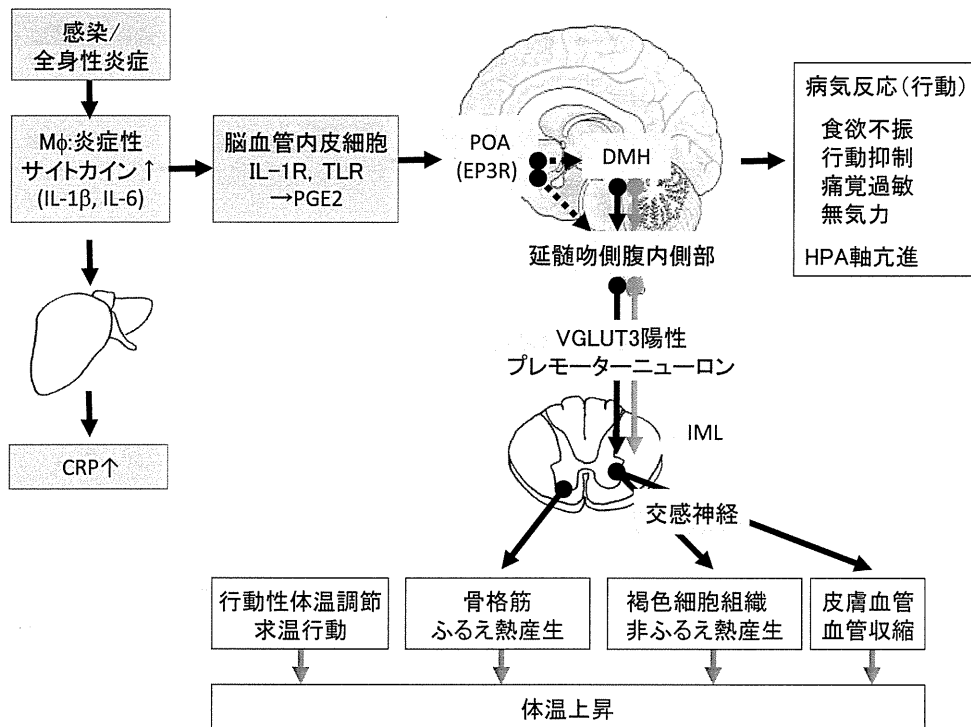 感染/
全身性炎症
Mφ:炎症性
サイトカイン↑
(IL-1β, IL-6)
脳血管内皮細胞
IL-1R, TLR
→PGE2
POA
(EP3R)
DMH
病気反応(行動)
食欲不振
行動抑制
痛覚過敏
無気力
HPA軸亢進
延髄吻側腹内側部
VGLUT3陽性
プレモーターニューロン
IML
CRP↑
交感神経
行動性体温調節
求温行動
骨格筋
ふるえ熱産生
褐色細胞組織
非ふるえ熱産生
皮膚血管
血管収縮
体温上昇